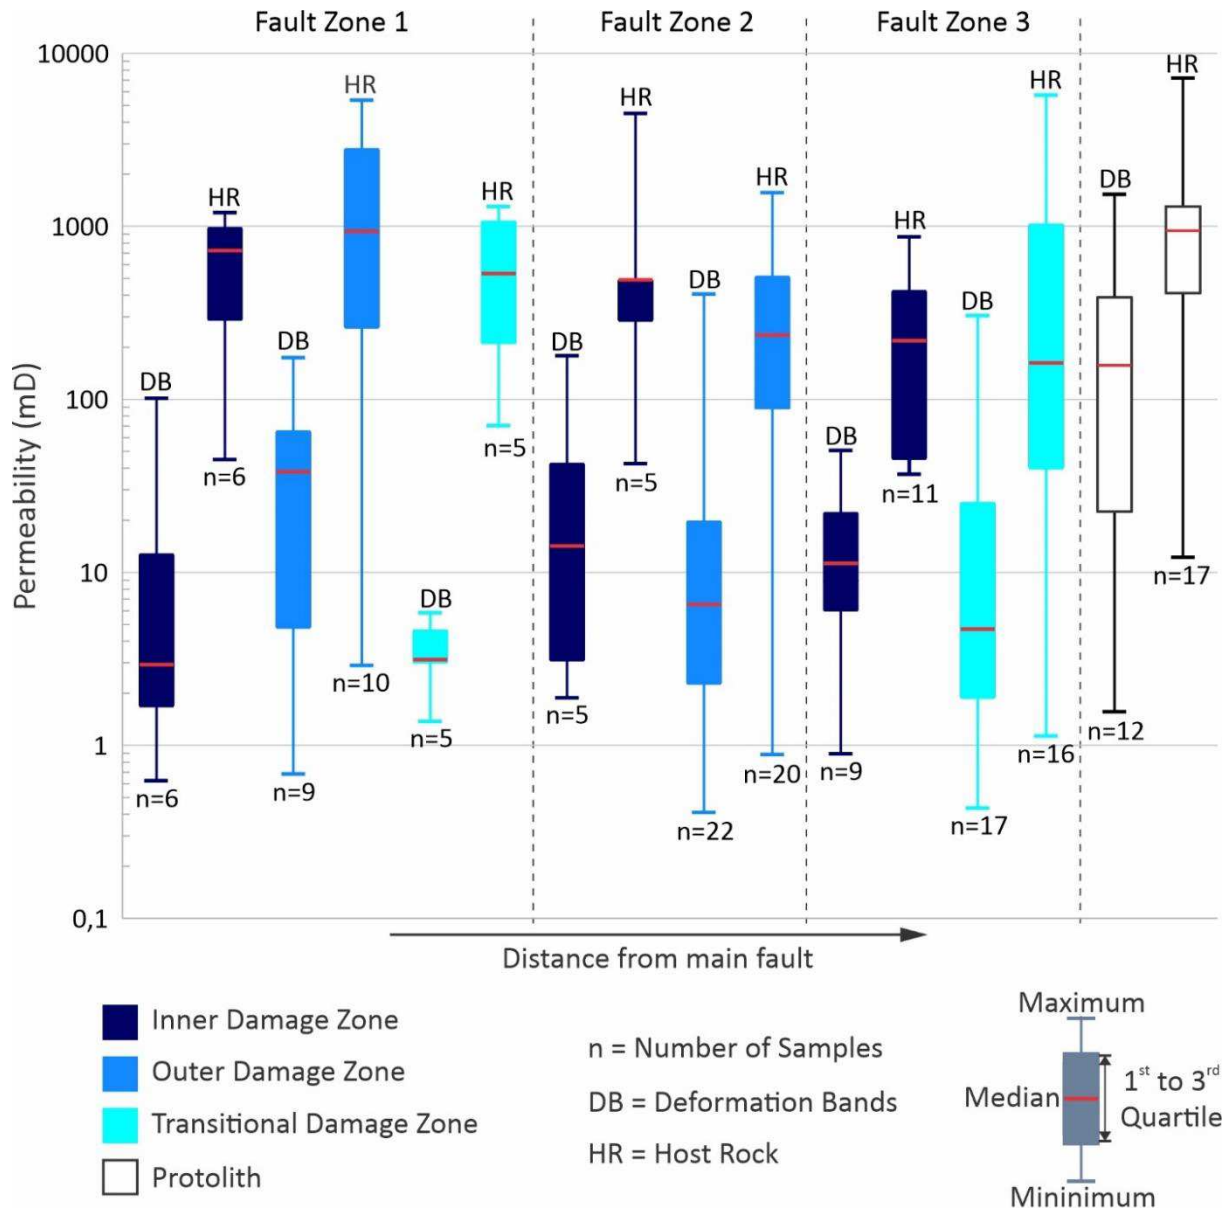 Fault Zone 1
Fault Zone 2
Fault Zone 3
10000
1000
100
10
1
0,1
Permeability (mD)
DB
n=6
HR
n=6
DB
n=9
HR
n=10
DB
n=5
HR
n=5
DB
n=5
HR
n=5
DB
n=22
HR
n=20
DB
n=9
HR
n=11
DB
n=17
HR
n=16
DB
n=12
HR
n=17
Distance from main fault
Inner Damage Zone
Outer Damage Zone
Transitional Damage Zone
Protolith
n = Number of Samples
DB = Deformation Bands
HR = Host Rock
Maximum
Median
1st to 3rd
Quartile
Mininimum